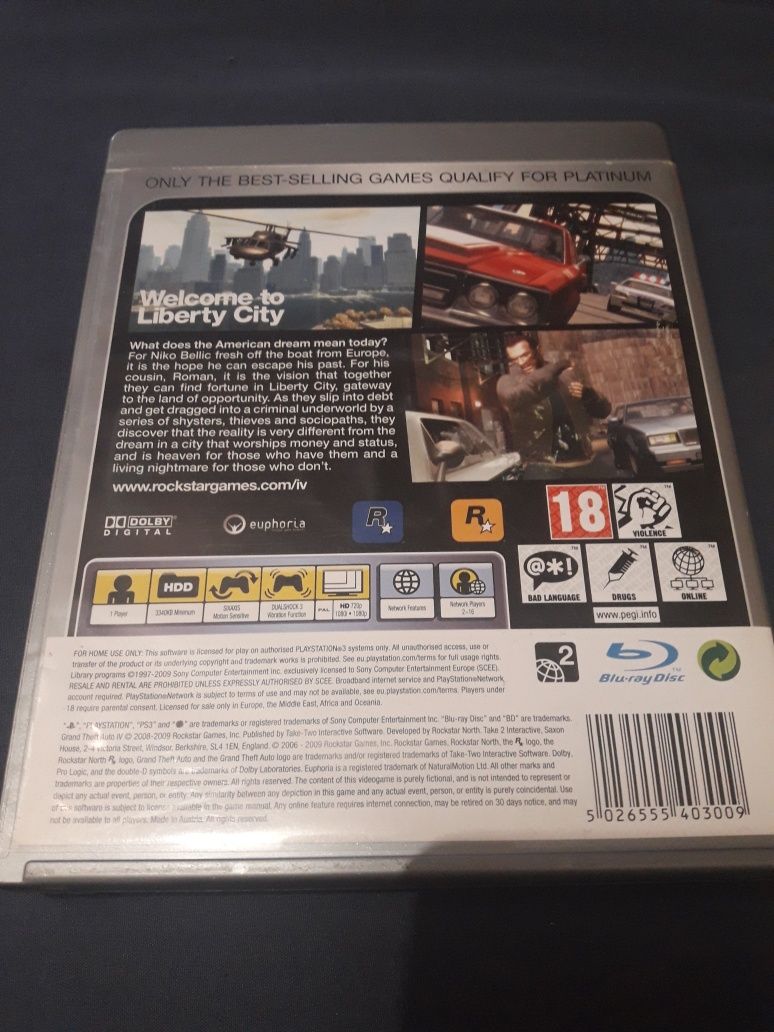 ONLY THE BEST-SELLING GAMES QUALIFY FOR PLATINUM
Welcome to
Liberty City
What does the American dream mean today?
For Niko Bellic fresh off the boat from Europe,
it is the hope he can escape his past. For his
cousin, Roman, it is the vision that together
they can find fortune in Liberty City, gateway
to the land of opportunity. As they slip into debt
and get dragged into a criminal underworld by a
series of shysters, thieves and sociopaths, they
discover that the reality is very different from the
dream in a city that worships money and status,
and is heaven for those who have them and a
living nightmare for those who don't.
www.rockstargames.com/iv
DOLBY
DIGITAL
euphoria
R
R
18
VIOLENCE
@*!
BAD LANGUAGE
DRUGS
ONLINE
www.pegi.info
HDD
1 Player
3340KB Minimum
SIXAXIS
Motion Sensitive
DUALSHOCK 3
Vibration Function
PAL
HD 720p
1080i • 1080p
Network Features
Network Players
2-16
FOR HOME USE ONLY: This software is licensed for play on authorised PLAYSTATION®3 systems only. All unauthorised access, use or
transfer of the product or its underlying copyright and trademark works is prohibited. See eu.playstation.com/terms for full usage rights.
Library programs ©1997-2009 Sony Computer Entertainment Inc. exclusively licensed to Sony Computer Entertainment Europe (SCEE).
RESALE AND RENTAL ARE PROHIBITED UNLESS EXPRESSLY AUTHORISED BY SCEE. Broadband internet service and PlayStation®Network
account required. PlayStation®Network is subject to terms of use and may not be available, see eu.playstation.com/terms. Players under
18 require parental consent. Licensed for sale only in Europe, the Middle East, Africa and Oceania.
2
Blu-ray Disc
TM
" ", "PLAYSTATION", "PS3" and " " are trademarks or registered trademarks of Sony Computer Entertainment Inc. "Blu-ray Disc" and "BD" are trademarks.
Grand Theft Auto IV © 2008-2009 Rockstar Games, Inc. Published by Take-Two Interactive Software. Developed by Rockstar North. Take 2 Interactive, Saxon
House, 2-4 Victoria Street, Windsor, Berkshire, SL4 1EN, England. © 2006 - 2009 Rockstar Games, Inc. Rockstar Games, Rockstar North, the R logo, the
Rockstar North R logo, Grand Theft Auto and the Grand Theft Auto logo are trademarks and/or registered trademarks of Take-Two Interactive Software. Dolby,
Pro Logic, and the double-D symbols are trademarks of Dolby Laboratories. Euphoria is a registered trademark of NaturalMotion Ltd. All other marks and
trademarks are properties of their respective owners. All rights reserved. The content of this videogame is purely fictional, and is not intended to represent or
depict any actual event, person, or entity. Any similarity between any depiction in this game and any actual event, person, or entity is purely coincidental. Use
of this software is subject to license available in the game manual. Any online feature requires internet connection, may be retired on 30 days notice, and may
not be available to all players. Made in Austria. All rights reserved.
5 026555 403009